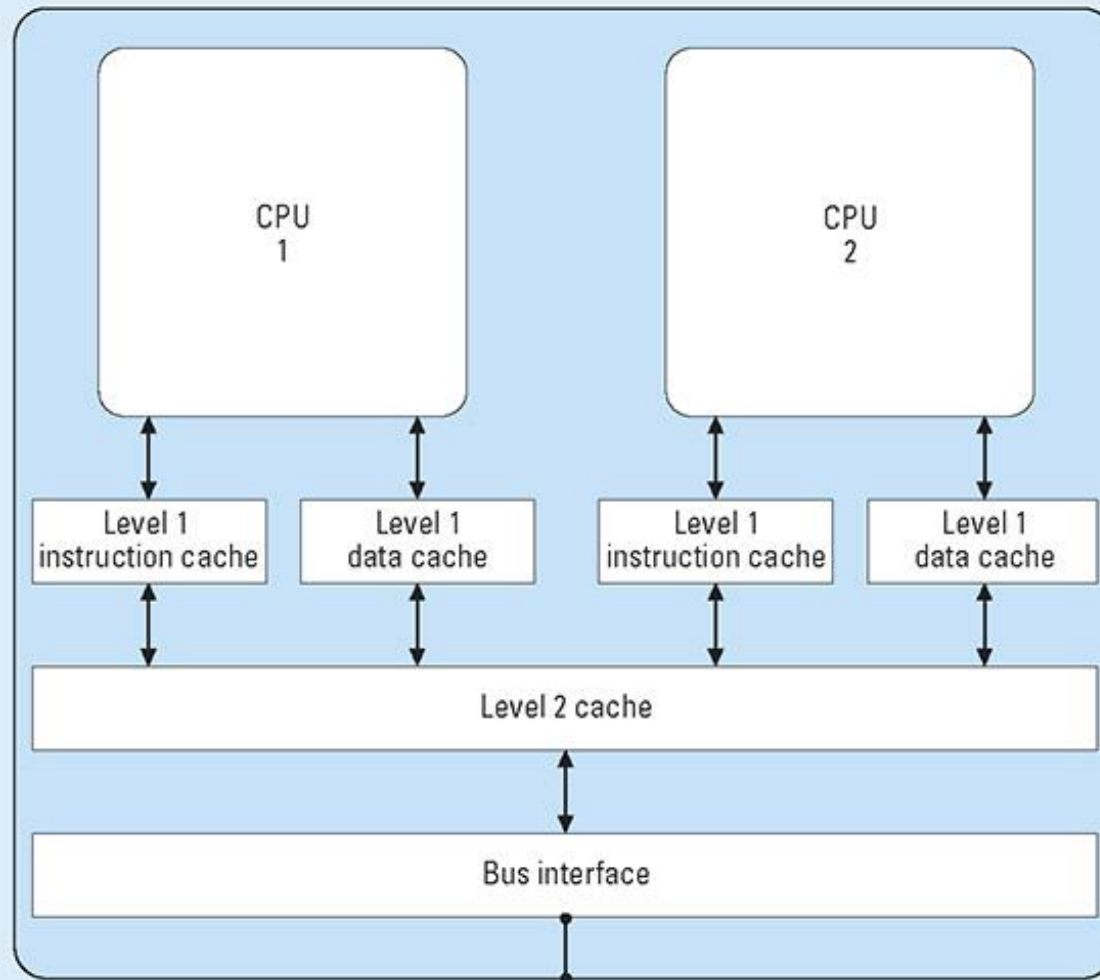 CPU
1
CPU
2
Level 1
instruction cache
Level 1
data cache
Level 1
instruction cache
Level 1
data cache
Level 2 cache
Bus interface